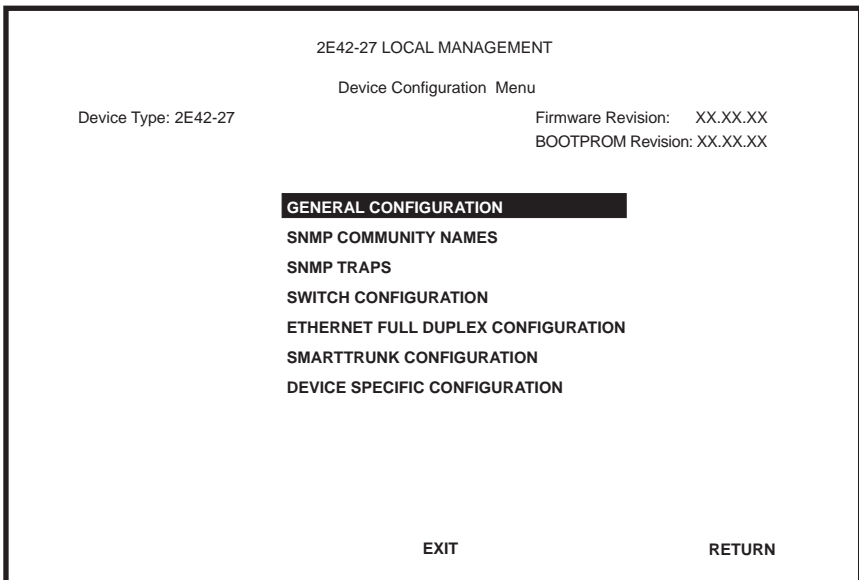 2E42-27 LOCAL MANAGEMENT
Device Configuration Menu
Device Type: 2E42-27 Firmware Revision: XX.XX.XX
BOOTPROM Revision: XX.XX.XX
GENERAL CONFIGURATION
SNMP COMMUNITY NAMES
SNMP TRAPS
SWITCH CONFIGURATION
ETHERNET FULL DUPLEX CONFIGURATION
SMARTTRUNK CONFIGURATION
DEVICE SPECIFIC CONFIGURATION
EXIT RETURN